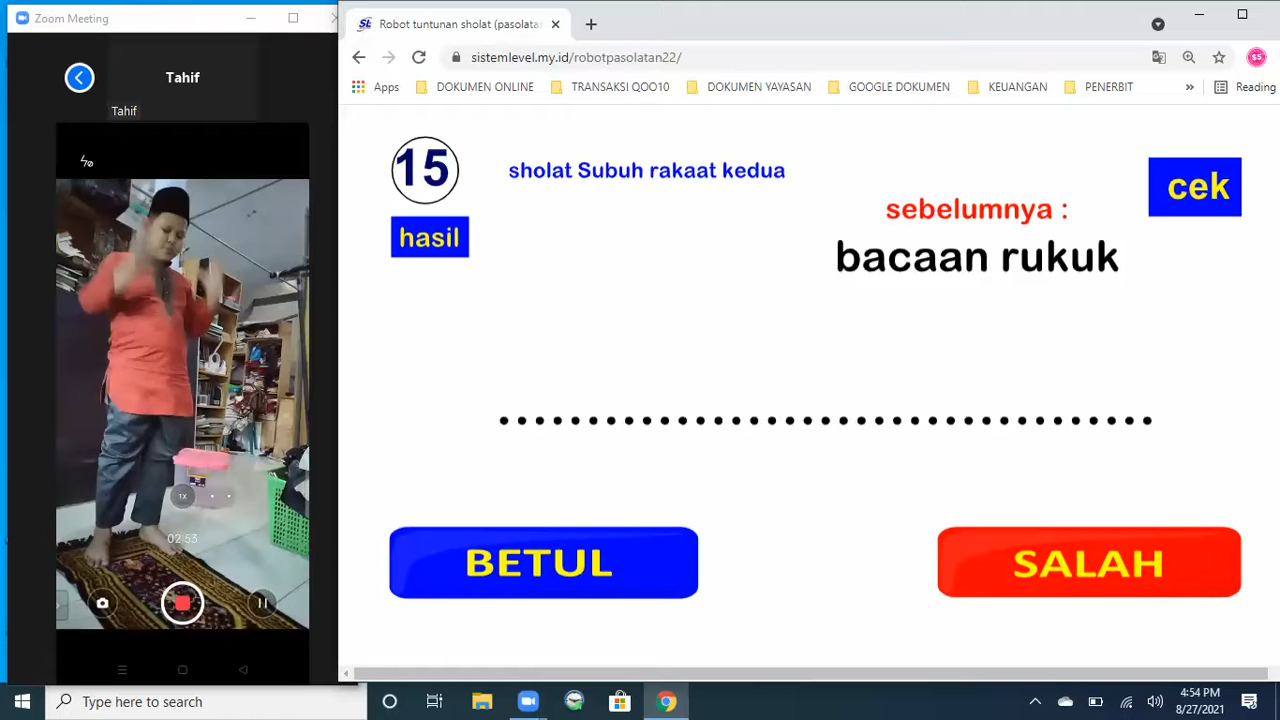 Zoom Meeting
Tahif
Tahif
1x
02:53
Robot tuntunan sholat (pasolata
sistemlevel.my.id/robotpasolatan22/
Apps
DOKUMEN ONLINE
TRANSAKSI QOO10
DOKUMEN YAYASAN
GOOGLE DOKUMEN
KEUANGAN
PENERBIT
»
Reading
15
sholat Subuh rakaat kedua
cek
hasil
sebelumnya :
bacaan rukuk
BETUL
SALAH
Type here to search
4:54 PM
8/27/2021